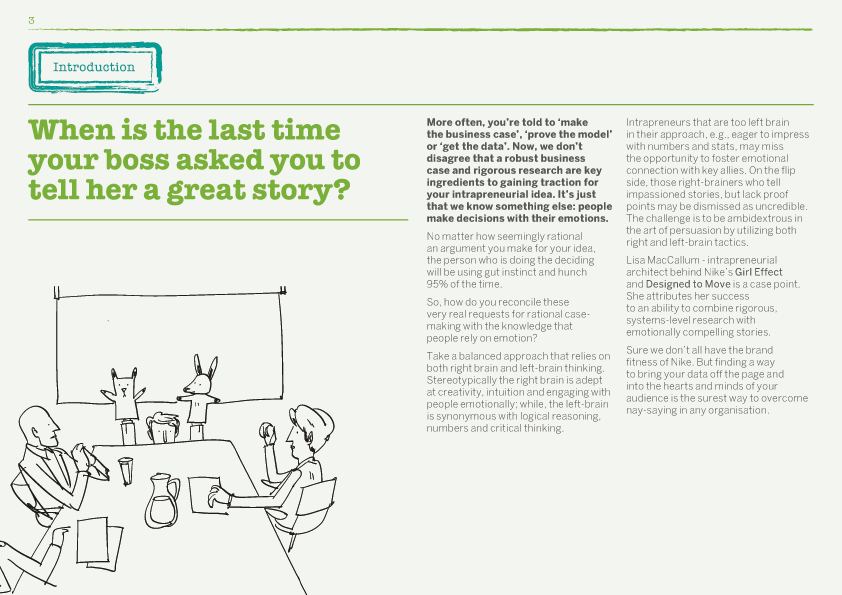 3
Introduction
When is the last time
your boss asked you to
tell her a great story?
More often, you're told to ‘make
the business case’, ‘prove the model’
or ‘get the data’. Now, we don't
disagree that a robust business
case and rigorous research are key
ingredients to gaining traction for
your intrapreneurial idea. It's just
that we know something else: people
make decisions with their emotions.
No matter how seemingly rational
an argument you make for your idea,
the person who is doing the deciding
will be using gut instinct and hunch
95% of the time.
So, how do you reconcile these
very real requests for rational case-
making with the knowledge that
people rely on emotion?
Take a balanced approach that relies on
both right brain and left-brain thinking.
Stereotypically the right brain is adept
at creativity, intuition and engaging with
people emotionally; while, the left-brain
is synonymous with logical reasoning,
numbers and critical thinking.
Intrapreneurs that are too left brain
in their approach, e.g., eager to impress
with numbers and stats, may miss
the opportunity to foster emotional
connection with key allies. On the flip
side, those right-brainers who tell
impassioned stories, but lack proof
points may be dismissed as uncredible.
The challenge is to be ambidextrous in
the art of persuasion by utilizing both
right and left-brain tactics.
Lisa MacCallum - intrapreneurial
architect behind Nike's Girl Effect
and Designed to Move is a case point.
She attributes her success
to an ability to combine rigorous,
systems-level research with
emotionally compelling stories.
Sure we don't all have the brand
fitness of Nike. But finding a way
to bring your data off the page and
into the hearts and minds of your
audience is the surest way to overcome
nay-saying in any organisation.